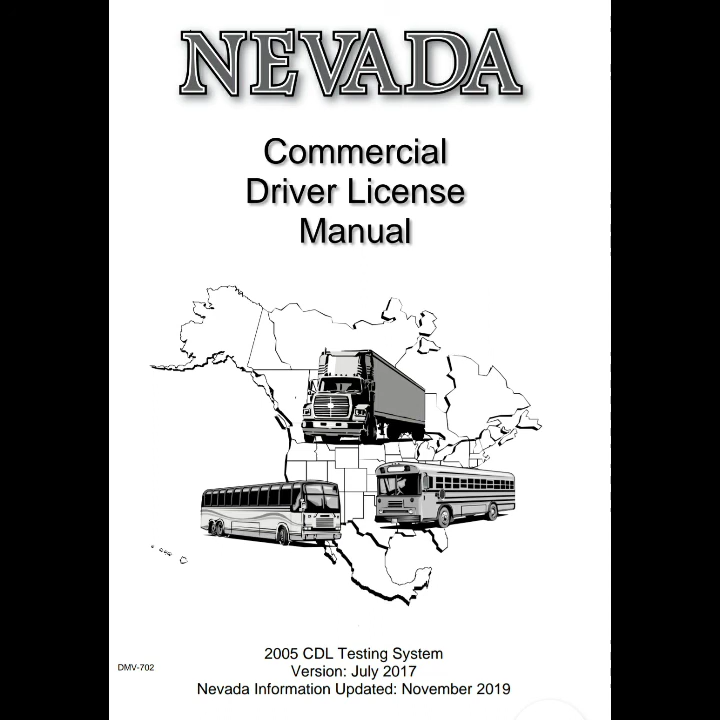 NEVADA
Commercial
Driver License
Manual
2005 CDL Testing System
DMV-702
Version: July 2017
Nevada Information Updated: November 2019